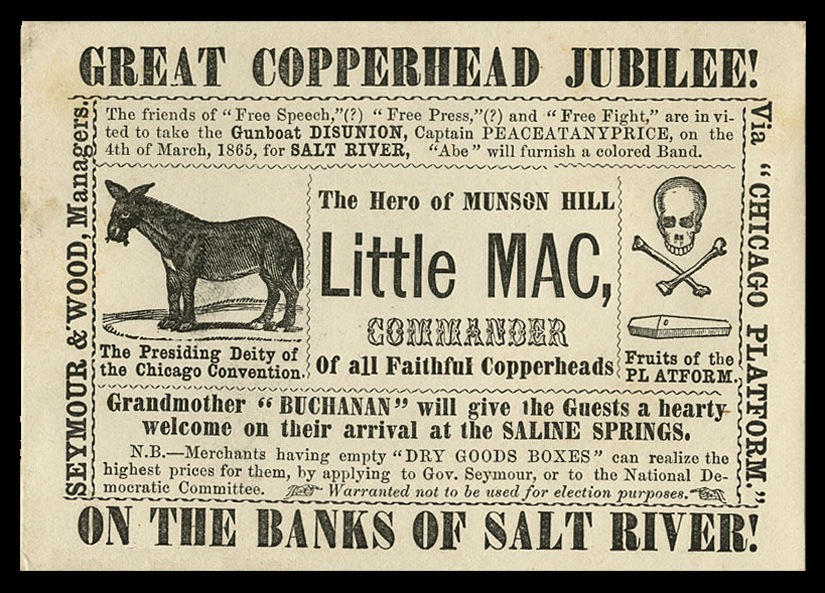 GREAT COPPERHEAD JUBILEE!
The friends of "Free Speech,"(?) "Free Press,"(?) and "Free Fight," are in vi-
ted to take the Gunboat DISUNION, Captain PEACEATANYPRICE, on the
4th of March, 1865, for SALT RIVER, "Abe" will furnish a colored Band.
SEYMOUR & WOOD, Managers.
The Presiding Deity of
the Chicago Convention.
The Hero of MUNSON HILL
Little MAC,
COMMANDER
Of all Faithful Copperheads
Fruits of the
PLATFORM.
Via "CHICAGO PLATFORM."
Grandmother "BUCHANAN" will give the Guests a hearty
welcome on their arrival at the SALINE SPRINGS.
N.B.—Merchants having empty "DRY GOODS BOXES" can realize the
highest prices for them, by applying to Gov. Seymour, or to the National De-
mocratic Committee. Warranted not to be used for election purposes.
ON THE BANKS OF SALT RIVER!